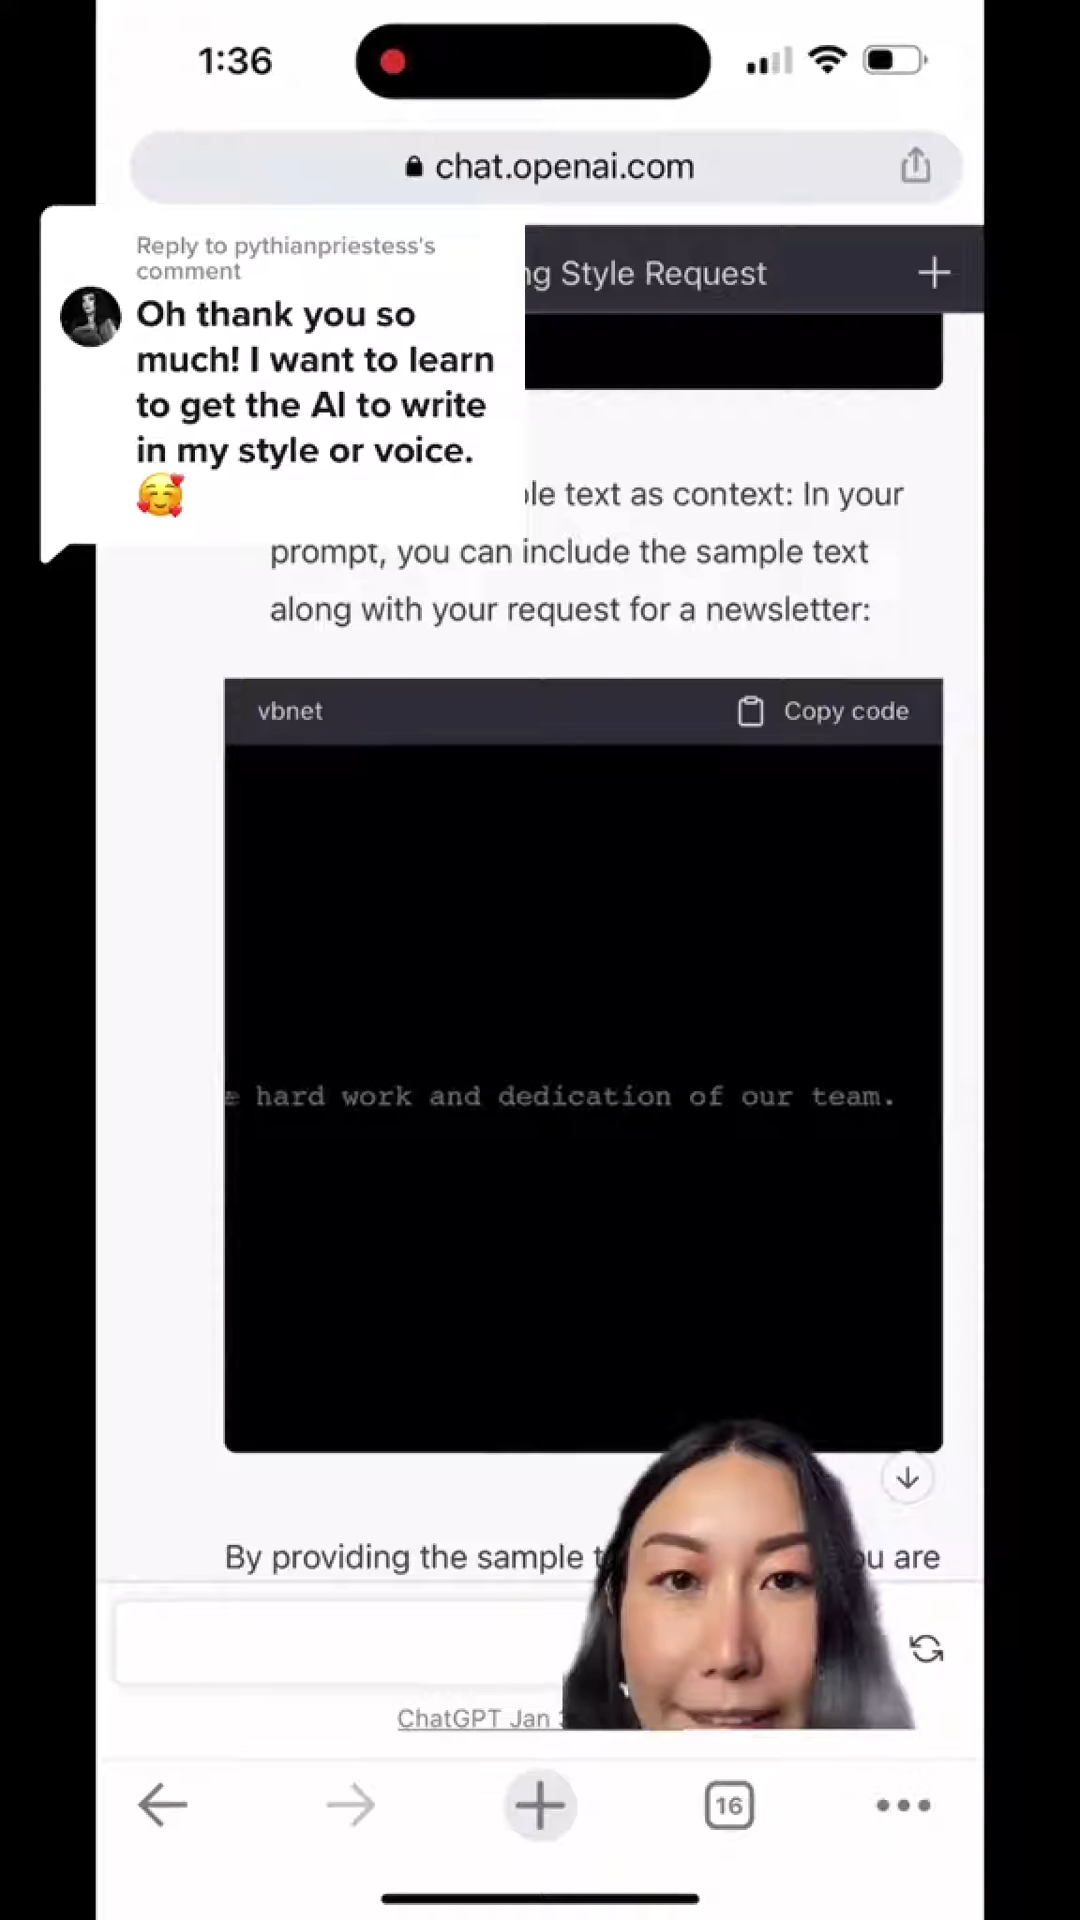 1:36
chat.openai.com
Reply to pythianpriestess's
comment
Oh thank you so
much! I want to learn
to get the AI to write
in my style or voice.
🥰
Style Request
text as context: In your
prompt, you can include the sample text
along with your request for a newsletter:
vbnet
Copy code
hard work and dedication of our team.
By providing the sample
are
ChatGPT Jan
16